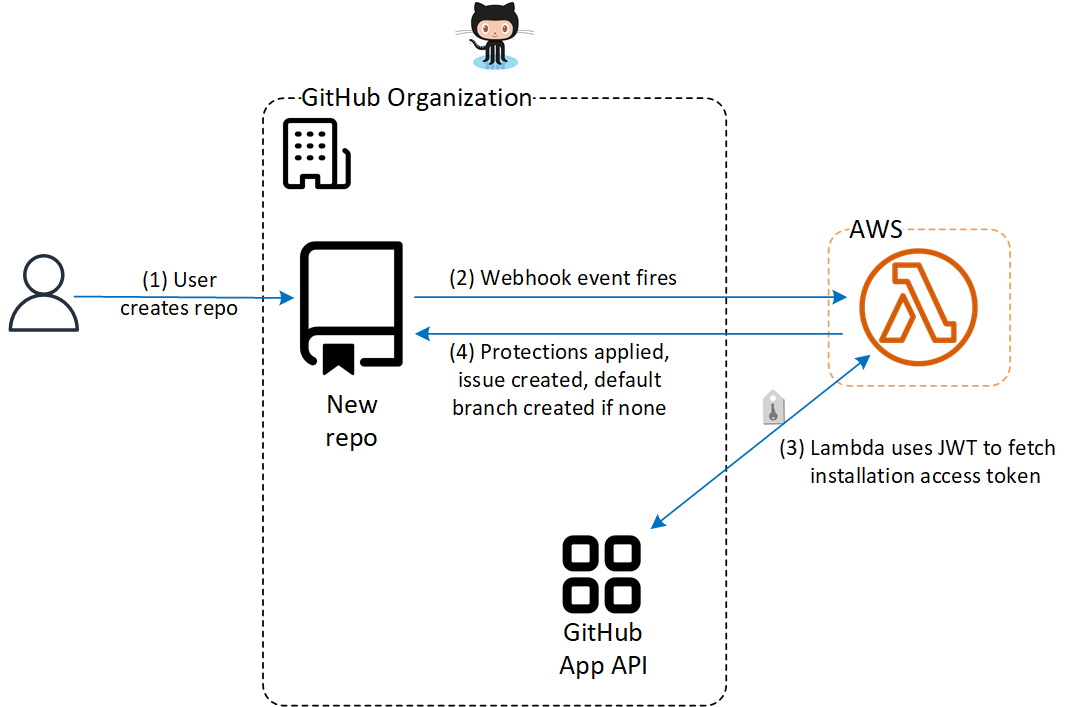 GitHub Organization
AWS
(1) User
creates repo
(2) Webhook event fires
(4) Protections applied,
issue created, default
branch created if none
New
repo
(3) Lambda uses JWT to fetch
installation access token
GitHub
App API